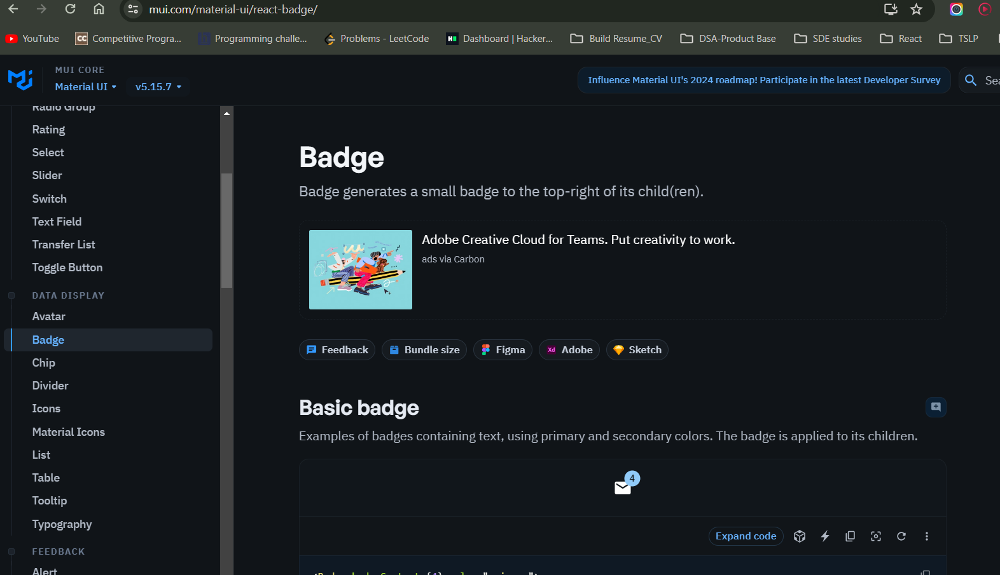 mui.com/material-ui/react-badge/
YouTube
CC
Competitive Progra...
Programming challe...
Problems - LeetCode
Dashboard | Hacker...
Build Resume_CV
DSA-Product Base
SDE studies
React
TSLP
MUI CORE
Material UI
v5.15.7
Influence Material UI's 2024 roadmap! Participate in the latest Developer Survey
Sea
Radio Group
Rating
Select
Slider
Switch
Text Field
Transfer List
Toggle Button
DATA DISPLAY
Avatar
Badge
Chip
Divider
Icons
Material Icons
List
Table
Tooltip
Typography
FEEDBACK
Alert
Badge
Badge generates a small badge to the top-right of its child(ren).
Adobe Creative Cloud for Teams. Put creativity to work.
ads via Carbon
Feedback
Bundle size
Figma
Xd
Adobe
Sketch
Basic badge
Examples of badges containing text, using primary and secondary colors. The badge is applied to its children.
4
Expand code